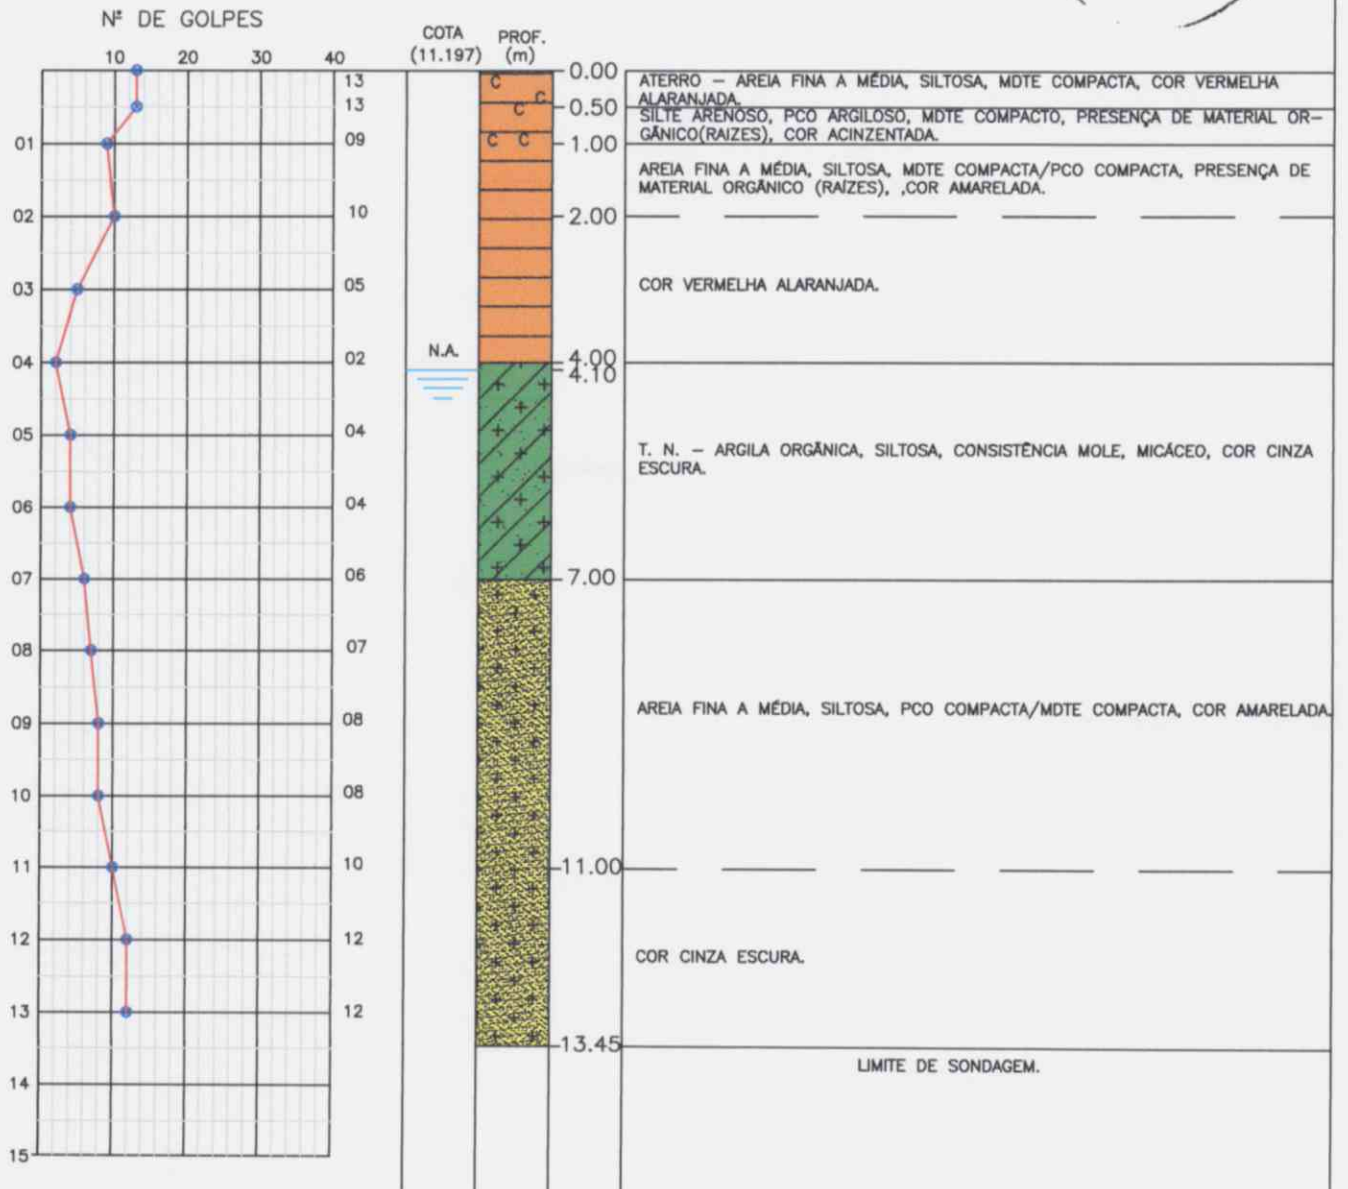 Nº DE GOLPES
COTA
(11.197)
PROF.
(m)
10 20 30 40
13
0.00
ATERRO – AREIA FINA A MÉDIA, SILTOSA, MDTE COMPACTA, COR VERMELHA
ALARANJADA.
C
C
13
0.50
C
SILTE ARENOSO, PCO ARGILOSO, MDTE COMPACTO, PRESENÇA DE MATERIAL OR–
GÂNICO(RAIZES), COR ACINZENTADA.
01
09
C C
1.00
AREIA FINA A MÉDIA, SILTOSA, MDTE COMPACTA/PCO COMPACTA, PRESENÇA DE
MATERIAL ORGÂNICO (RAÍZES), ,COR AMARELADA.
02
10
2.00
03
05
COR VERMELHA ALARANJADA.
04
02
N.A.
4.00
4.10
05
04
T. N. – ARGILA ORGÂNICA, SILTOSA, CONSISTÊNCIA MOLE, MICÁCEO, COR CINZA
ESCURA.
06
04
07
06
7.00
08
07
09
08
AREIA FINA A MÉDIA, SILTOSA, PCO COMPACTA/MDTE COMPACTA, COR AMARELADA.
10
08
11
10
11.00
12
12
COR CINZA ESCURA.
13
12
13.45
LIMITE DE SONDAGEM.
14
15